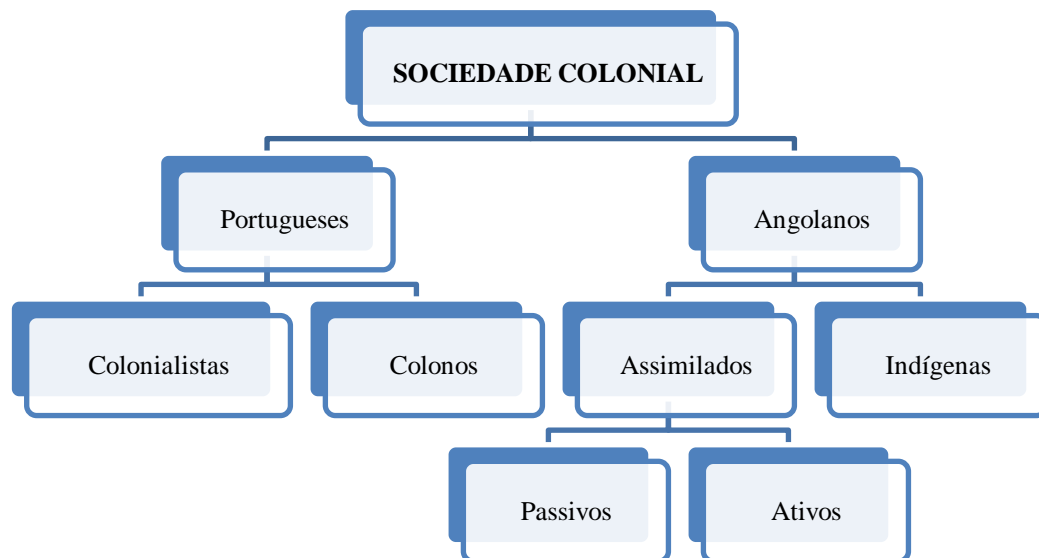 SOCIEDADE COLONIAL
Portugueses
Angolanos
Colonialistas
Colonos
Assimilados
Indígenas
Passivos
Ativos